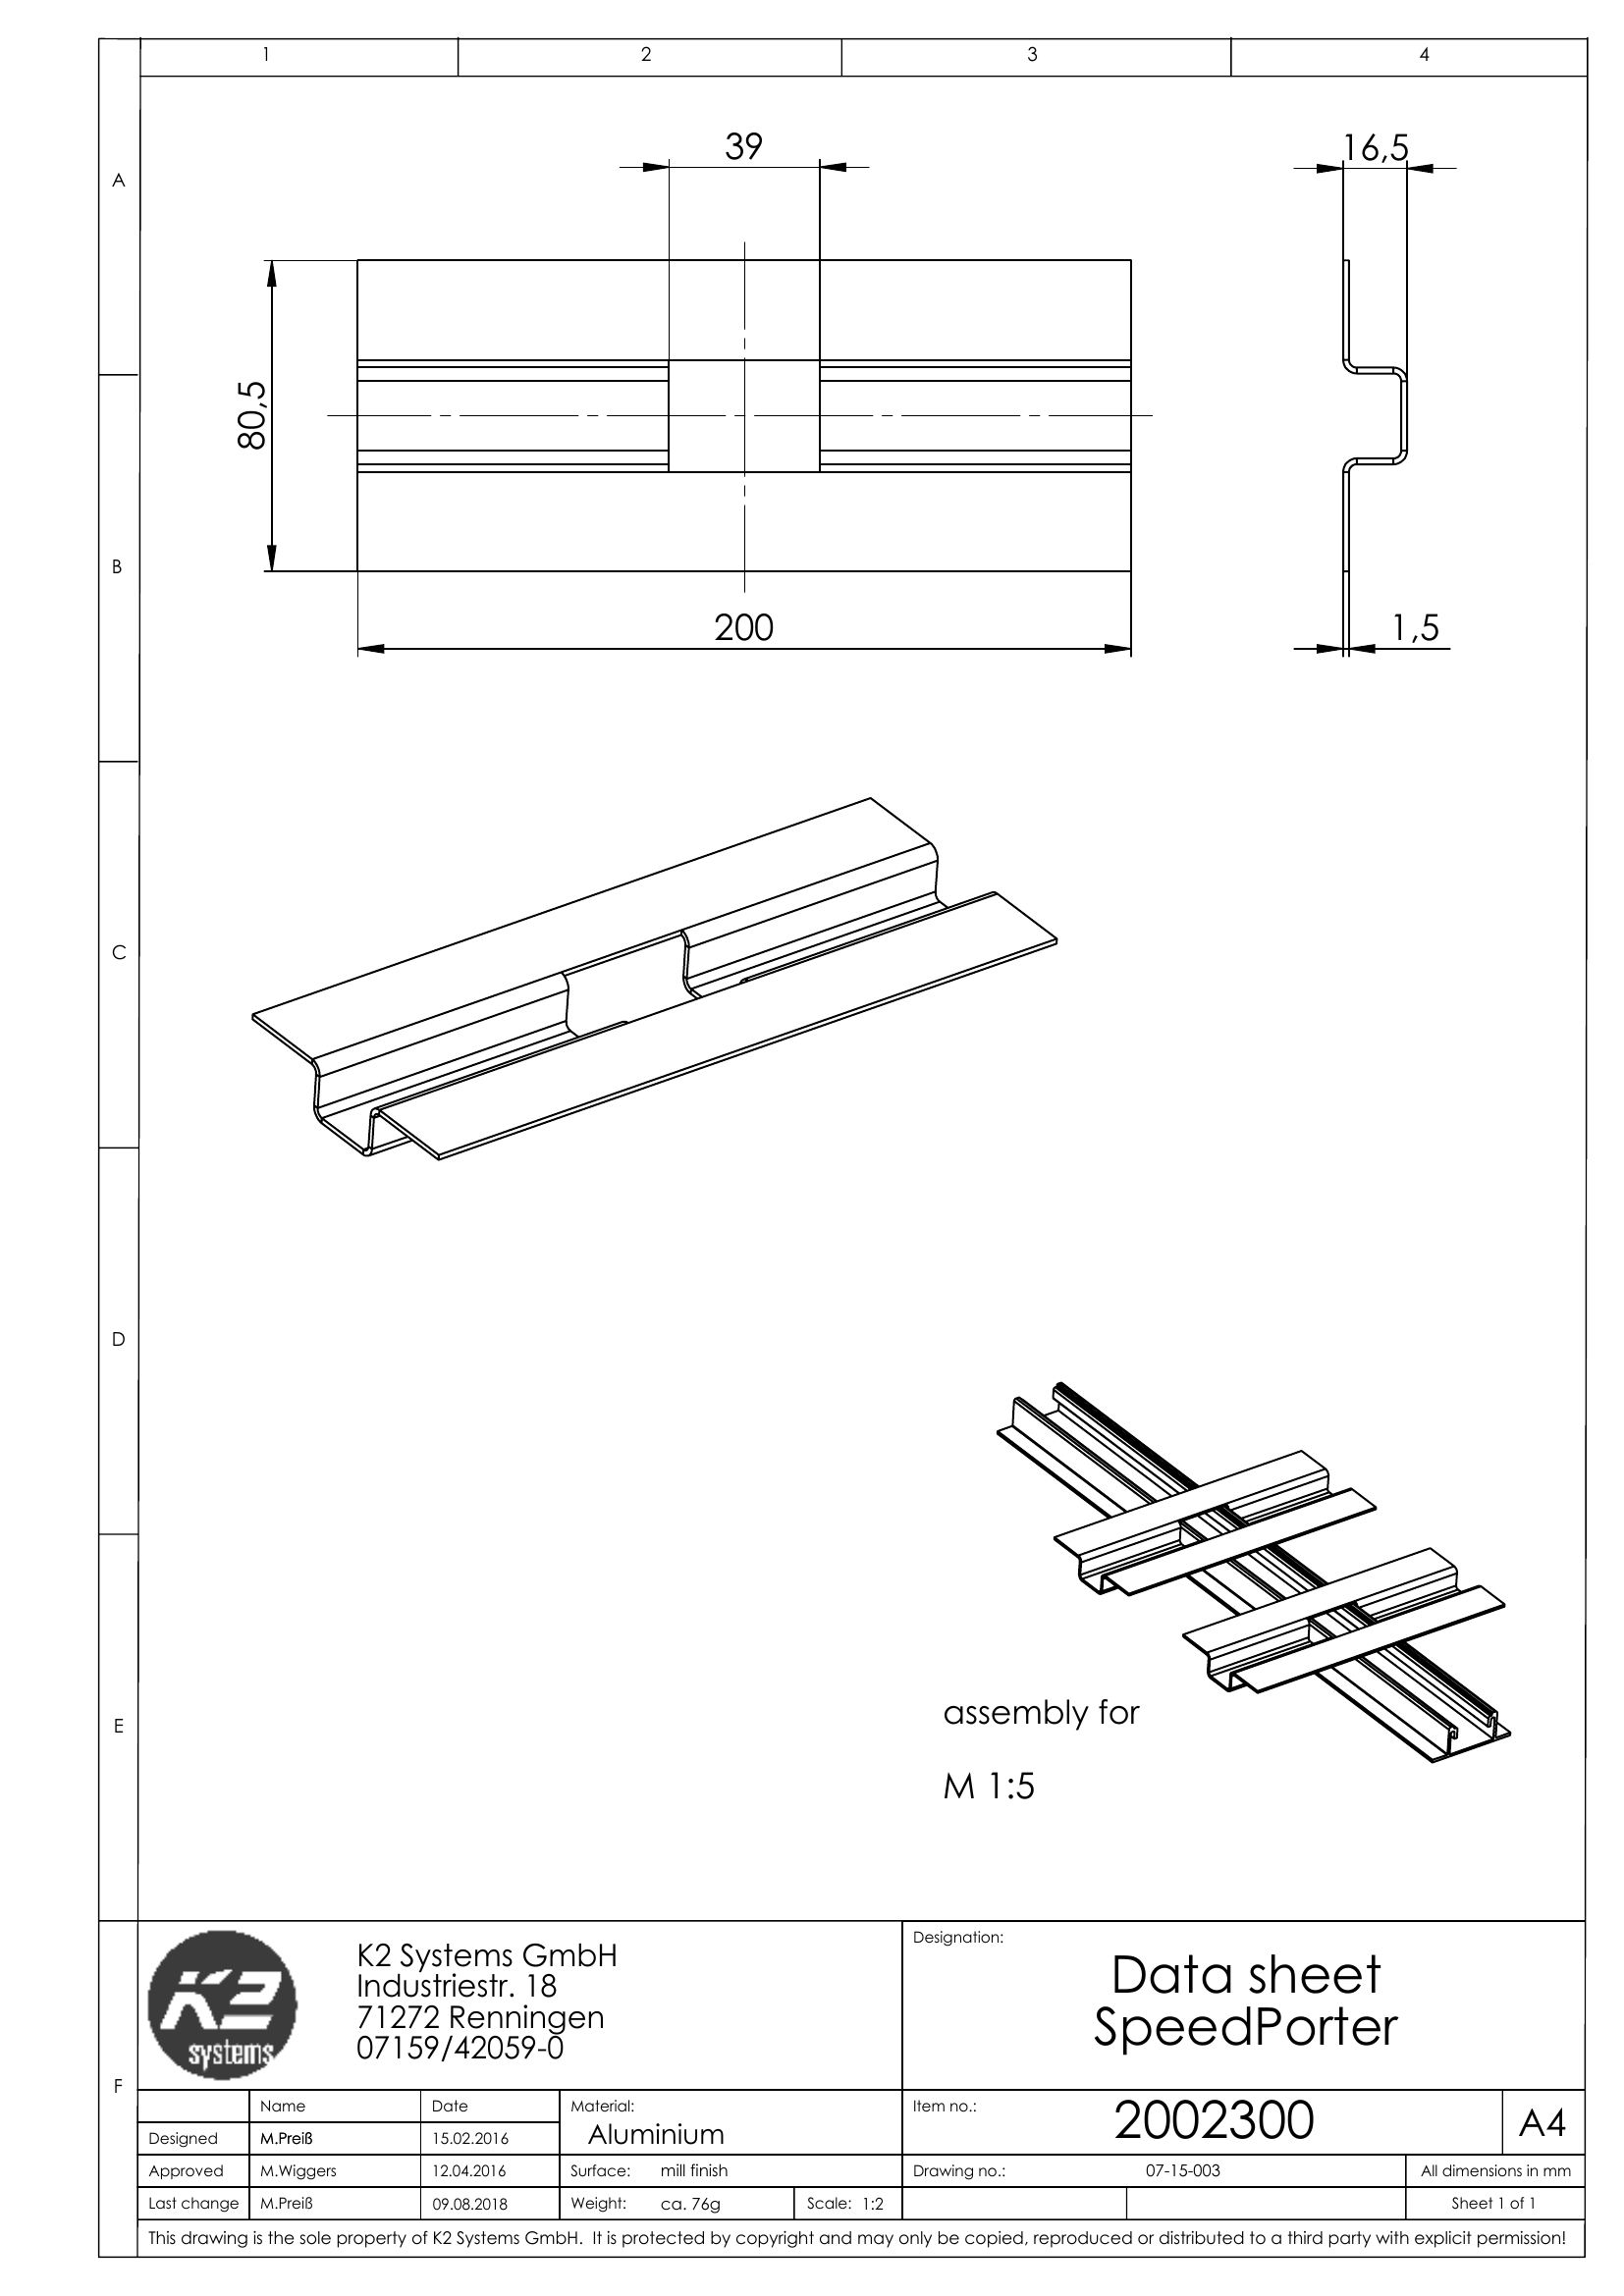 1 2 3 4
A
B
C
D
E
F
39
16,5
80,5
200
1,5
assembly for
M 1:5
K2
systems
K2 Systems GmbH
Industriestr. 18
71272 Renningen
07159/42059-0
Designation:
Data sheet
SpeedPorter
Name Date Material: Item no.: 2002300 A4
Designed M.Preiß 15.02.2016 Aluminium
Approved M.Wiggers 12.04.2016 Surface: mill finish Drawing no.: 07-15-003 All dimensions in mm
Last change M.Preiß 09.08.2018 Weight: ca. 76g Scale: 1:2 Sheet 1 of 1
This drawing is the sole property of K2 Systems GmbH. It is protected by copyright and may only be copied, reproduced or distributed to a third party with explicit permission!